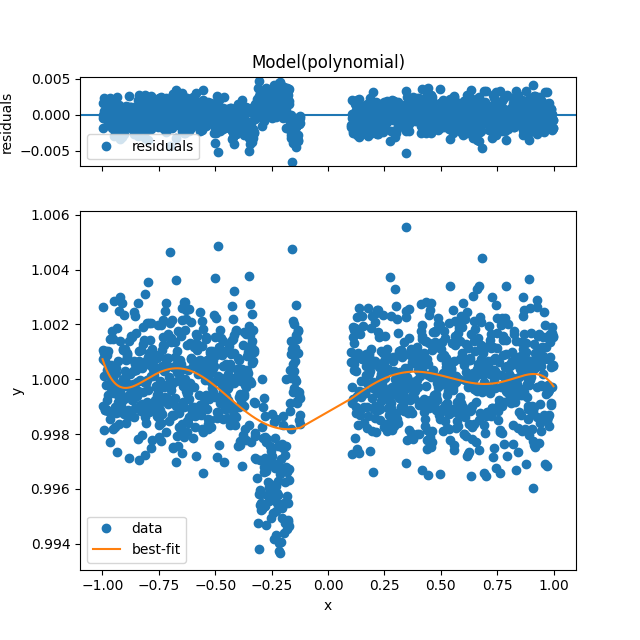 Model(polynomial)
0.005
0.000
−0.005
residuals
residuals
1.006
1.004
1.002
1.000
0.998
0.996
0.994
y
data
best-fit
−1.00 −0.75 −0.50 −0.25 0.00 0.25 0.50 0.75 1.00
x